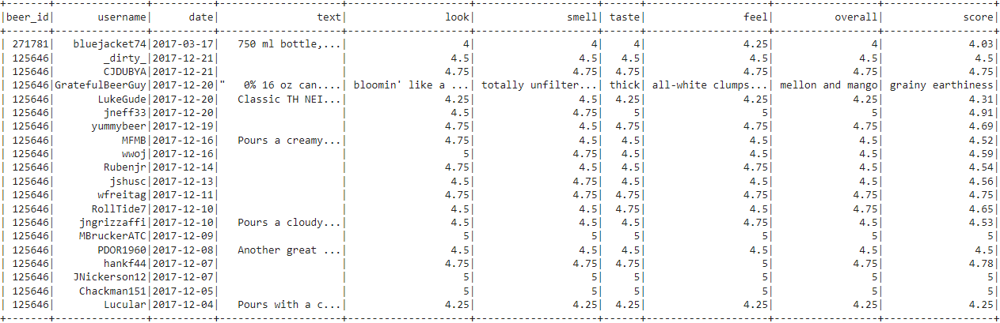 +-------+----------------+----------+-------------------+-------------------+-------------------+-----+-------------------+----------------+-----------------+
|beer_id| username| date| text| look| smell| taste| feel| overall| score|
+-------+----------------+----------+-------------------+-------------------+-------------------+-----+-------------------+----------------+-----------------+
| 271781| bluejacket74|2017-03-17| 750 ml bottle,...| 4| 4| 4| 4.25| 4| 4.03|
| 125646| _dirty_|2017-12-21| | 4.5| 4.5| 4.5| 4.5| 4.5| 4.5|
| 125646| CJDUBYA|2017-12-21| | 4.75| 4.75| 4.75| 4.75| 4.75| 4.75|
| 125646|GratefulBeerGuy|2017-12-20|" 0% 16 oz can....| bloomin' like a ...| totally unfilter...| thick| all-white clumps...| mellon and mango| grainy earthiness|
| 125646| LukeGude|2017-12-20| Classic TH NEI...| 4.25| 4.5| 4.25| 4.25| 4.25| 4.31|
| 125646| jneff33|2017-12-20| | 4.5| 4.75| 5| 5| 5| 4.91|
| 125646| yummybeer|2017-12-19| | 4.75| 4.5| 4.75| 4.75| 4.75| 4.69|
| 125646| MFMB|2017-12-16| Pours a creamy...| 4.75| 4.5| 4.5| 4.5| 4.5| 4.52|
| 125646| wwoj|2017-12-16| | 5| 4.75| 4.5| 4.5| 4.5| 4.59|
| 125646| Rubenjr|2017-12-14| | 4.75| 4.5| 4.5| 4.75| 4.5| 4.54|
| 125646| jshusc|2017-12-13| | 4.5| 4.75| 4.5| 4.5| 4.5| 4.56|
| 125646| wfreitag|2017-12-11| | 4.75| 4.75| 4.75| 4.75| 4.75| 4.75|
| 125646| RollTide7|2017-12-10| | 4.5| 4.5| 4.75| 4.5| 4.75| 4.65|
| 125646| jngrizzaffi|2017-12-10| Pours a cloudy...| 4.5| 4.5| 4.5| 4.75| 4.5| 4.53|
| 125646| MBruckerATC|2017-12-09| | 5| 5| 5| 5| 5| 5|
| 125646| PDOR1960|2017-12-08| Another great ...| 4.5| 4.5| 4.5| 4.5| 4.5| 4.5|
| 125646| hankf44|2017-12-07| | 4.75| 4.75| 4.75| 5| 4.75| 4.78|
| 125646| JNickerson12|2017-12-07| | 5| 5| 5| 5| 5| 5|
| 125646| Chackman151|2017-12-05| | 5| 5| 5| 5| 5| 5|
| 125646| Lucular|2017-12-04| Pours with a c...| 4.25| 4.25| 4.25| 4.25| 4.25| 4.25|
+-------+----------------+----------+-------------------+-------------------+-------------------+-----+-------------------+----------------+-----------------+